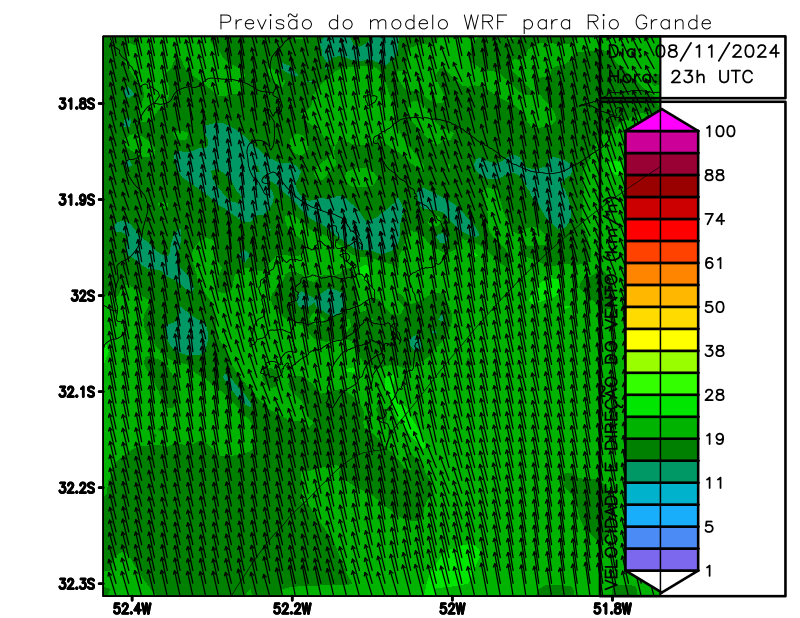 Previsão do modelo WRF para Rio Grande
Dia: 08/11/2024
Hora: 23h UTC
31.8S
31.9S
32S
32.1S
32.2S
32.3S
52.4W
52.2W
52W
51.8W
VELOCIDADE E DIREÇÃO DO VENTO (km/h)
100
88
74
61
50
38
28
19
11
5
1